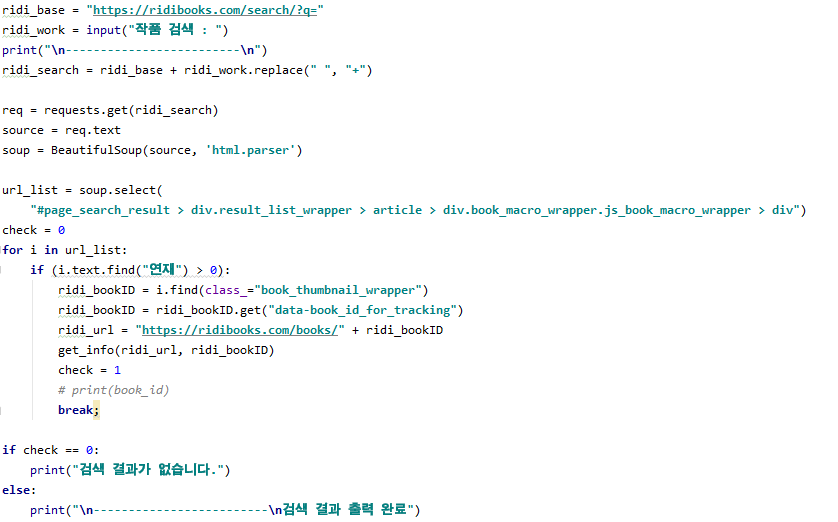 ridi_base = "https://ridibooks.com/search/?q="
ridi_work = input("작품 검색 : ")
print("\n-------------------------\n")
ridi_search = ridi_base + ridi_work.replace(" ", "+")
req = requests.get(ridi_search)
source = req.text
soup = BeautifulSoup(source, 'html.parser')
url_list = soup.select(
"#page_search_result > div.result_list_wrapper > article > div.book_macro_wrapper.js_book_macro_wrapper > div")
check = 0
for i in url_list:
if (i.text.find("연재") > 0):
ridi_bookID = i.find(class_="book_thumbnail_wrapper")
ridi_bookID = ridi_bookID.get("data-book_id_for_tracking")
ridi_url = "https://ridibooks.com/books/" + ridi_bookID
get_info(ridi_url, ridi_bookID)
check = 1
# print(book_id)
break;
if check == 0:
print("검색 결과가 없습니다.")
else:
print("\n-------------------------\n검색 결과 출력 완료")